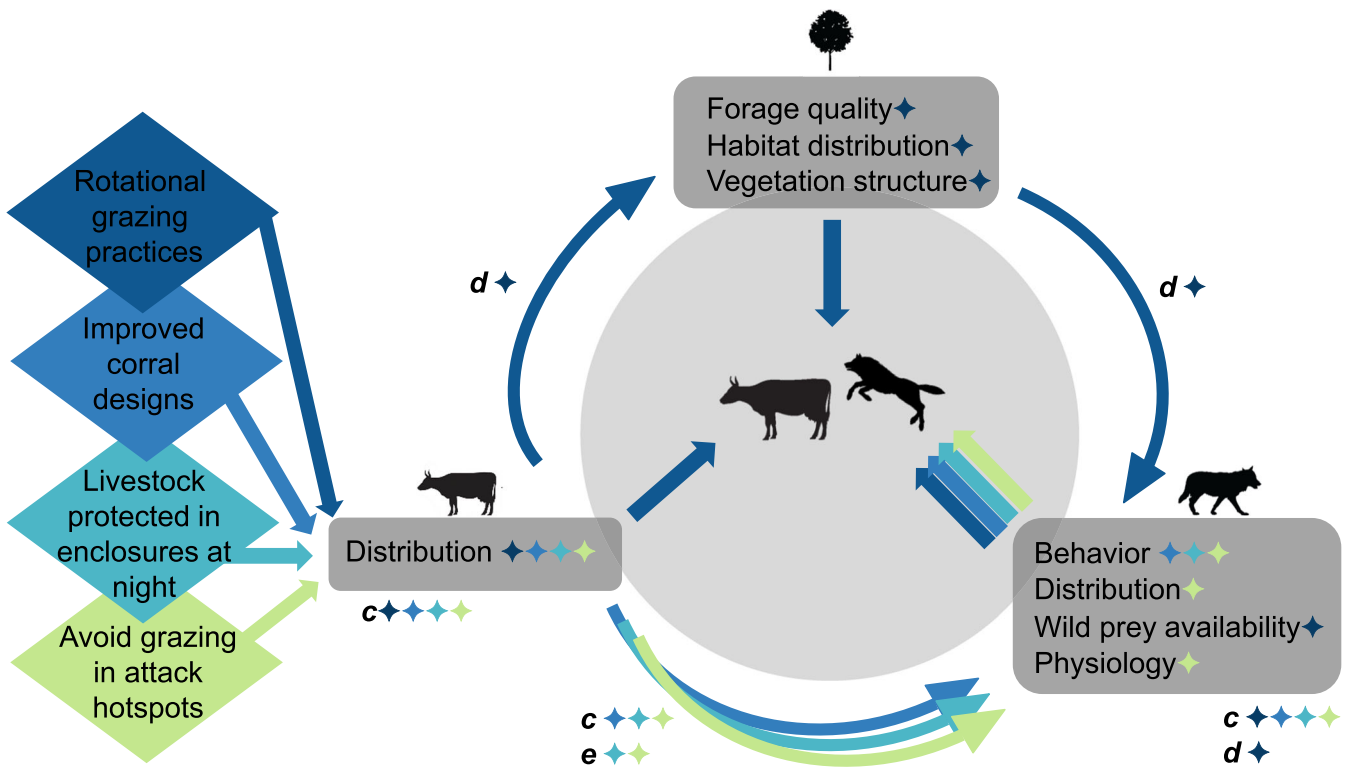 Forage quality
Habitat distribution
Vegetation structure
Rotational
grazing
practices
Improved
corral
designs
Livestock
protected in
enclosures at
night
Avoid grazing
in attack
hotspots
d
d
Distribution
c
Behavior
Distribution
Wild prey availability
Physiology
c
e
c
d